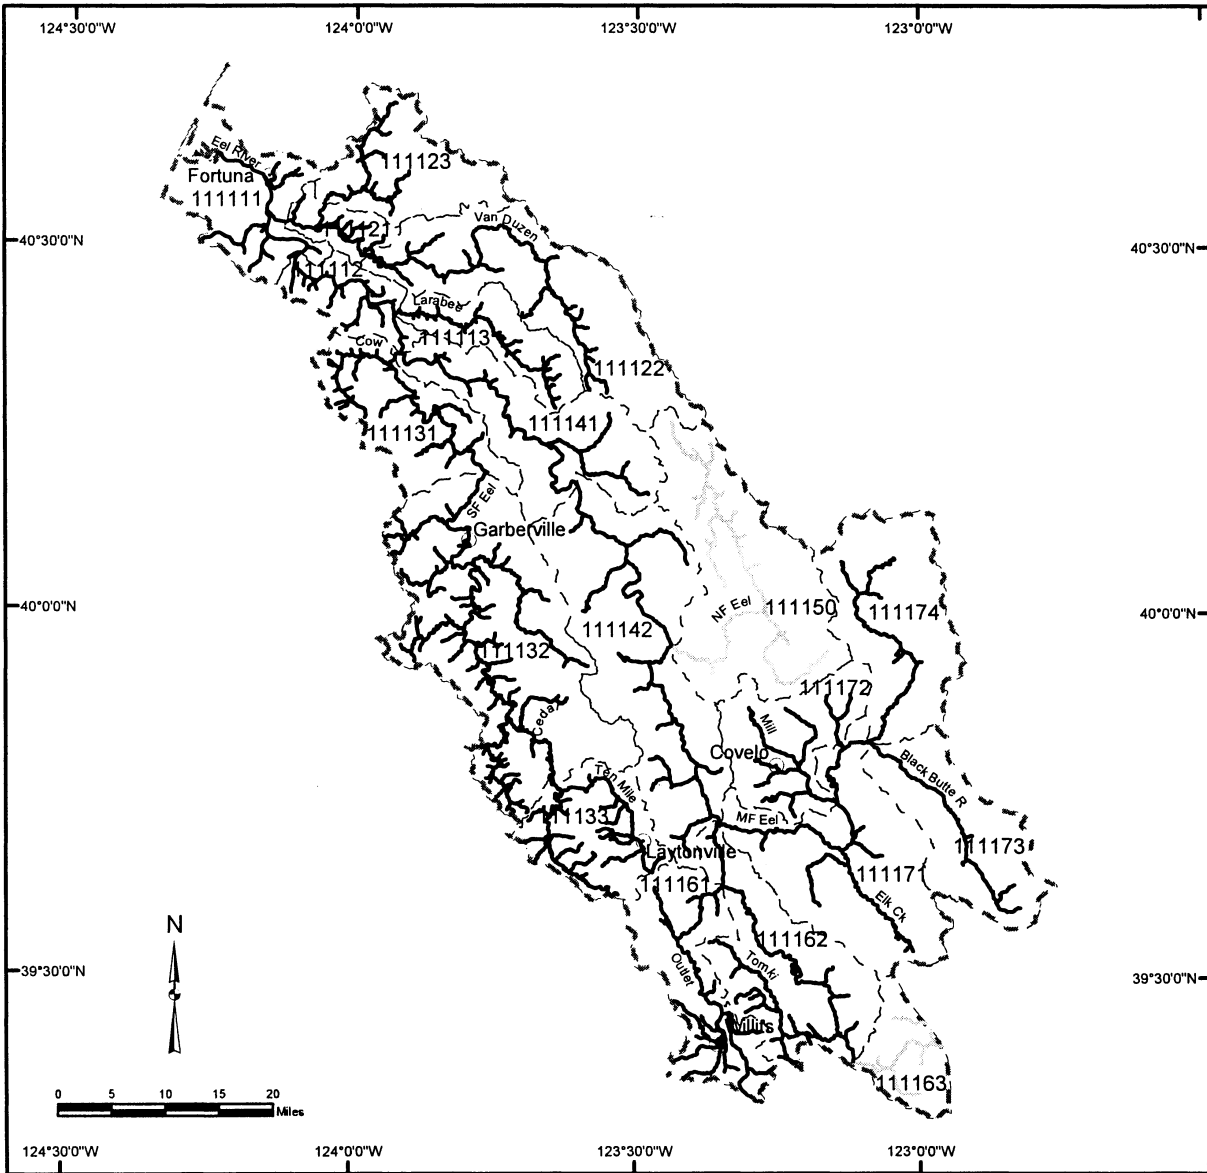 124°30'0"W
124°0'0"W
123°30'0"W
123°0'0"W
111123
Eel River
Fortuna
111111
Van Duzen
111121
40°30'0"N
40°30'0"N
111112
Larabee
111113
Cow
111122
111141
111131
SF Eel
Garberville
40°0'0"N
NF Eel
111150
111174
40°0'0"N
111142
111132
111172
Cedar
Mill
Covelo
Black Butte R
Ten Mile
111133
MF Eel
Laytonville
111173
111161
111171
Elk Ck
N
111162
Outlet
Tomki
39°30'0"N
39°30'0"N
Willits
111163
0 5 10 15 20
Miles
124°30'0"W
124°0'0"W
123°30'0"W
123°0'0"W